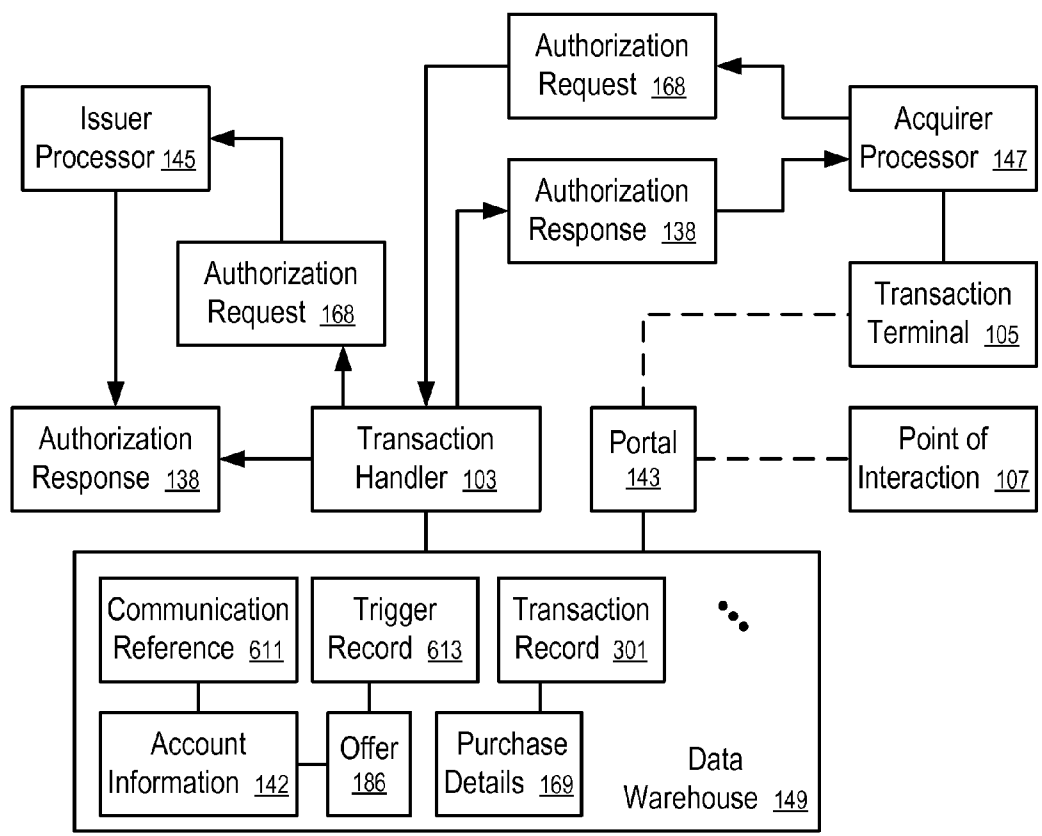 Authorization
Request 168
Issuer
Processor 145
Acquirer
Processor 147
Authorization
Response 138
Authorization
Request 168
Transaction
Terminal 105
Authorization
Response 138
Transaction
Handler 103
Portal
143
Point of
Interaction 107
Communication
Reference 611
Trigger
Record 613
Transaction
Record 301
Account
Information 142
Offer
186
Purchase
Details 169
Data
Warehouse 149